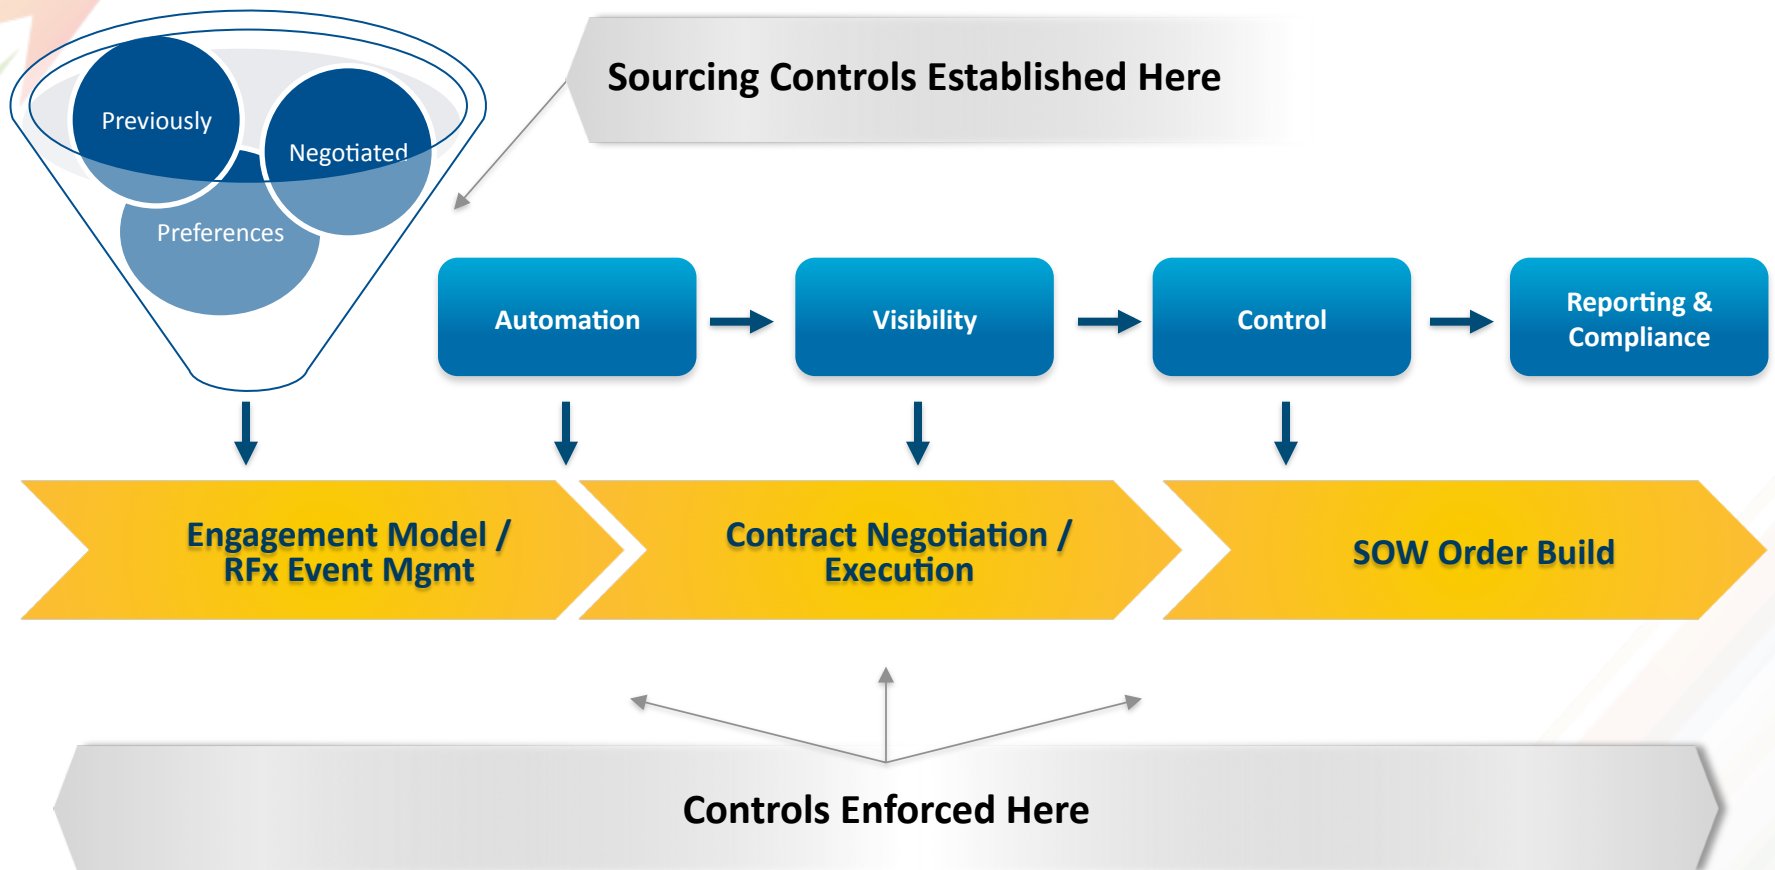 Sourcing Controls Established Here
Previously
Negotiated
Preferences
Automation
Visibility
Control
Reporting &
Compliance
Engagement Model /
RFx Event Mgmt
Contract Negotiation /
Execution
SOW Order Build
Controls Enforced Here